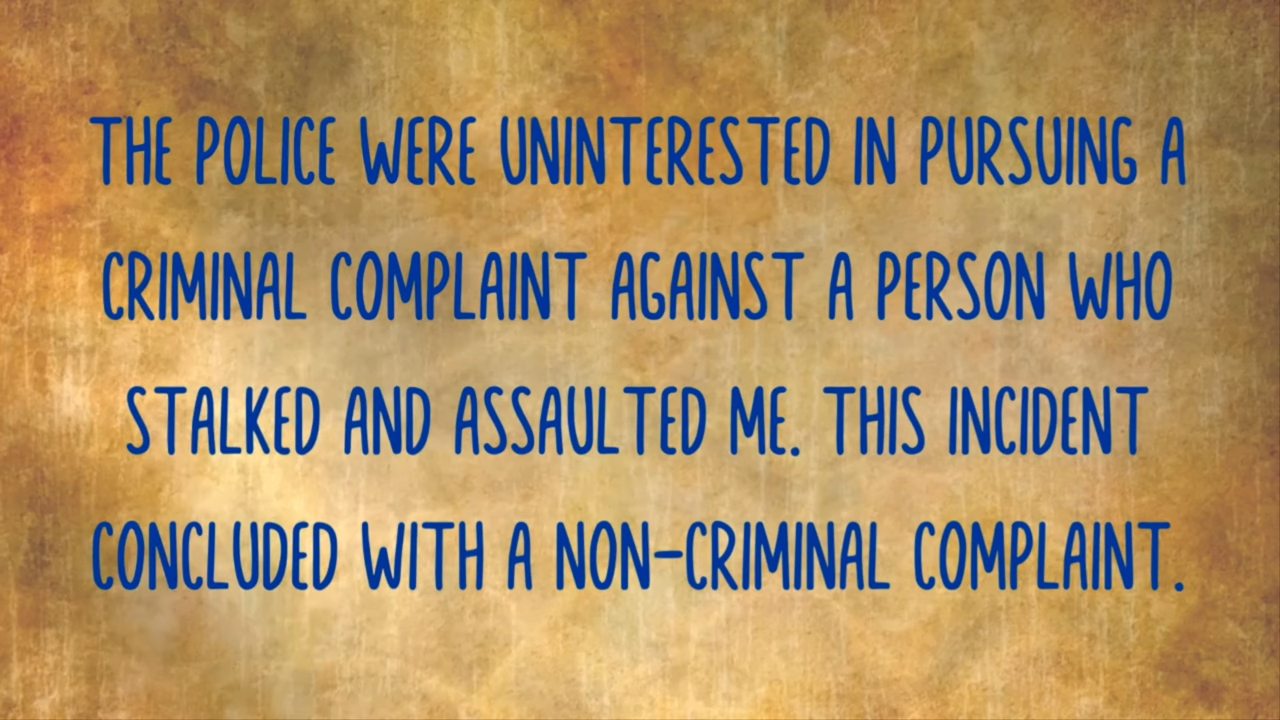 THE POLICE WERE UNINTERESTED IN PURSUING A
CRIMINAL COMPLAINT AGAINST A PERSON WHO
STALKED AND ASSAULTED ME. THIS INCIDENT
CONCLUDED WITH A NON-CRIMINAL COMPLAINT.